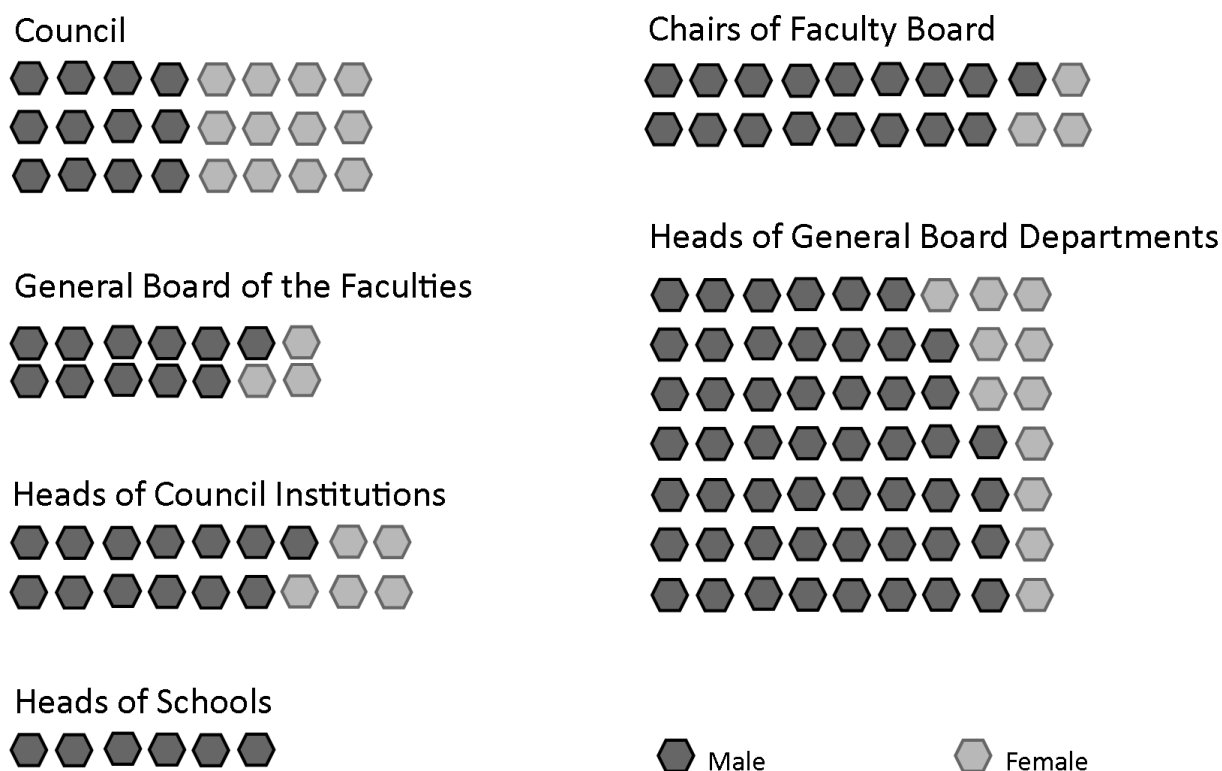 Council
General Board of the Faculties
Heads of Council Institutions
Heads of Schools
Chairs of Faculty Board
Heads of General Board Departments
Male
Female